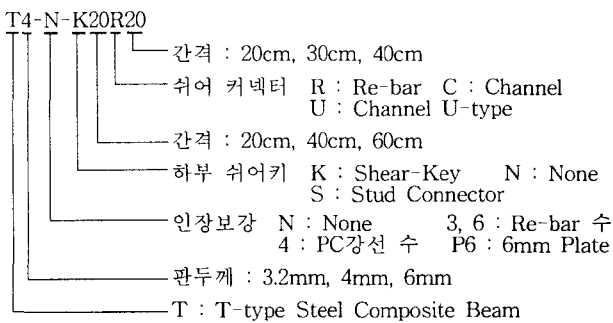 T4-N-K20R20
간격 : 20cm, 30cm, 40cm
쉬어 커넥터 R : Re-bar C : Channel
U : Channel U-type
간격 : 20cm, 40cm, 60cm
하부 쉬어키 K : Shear-Key N : None
S : Stud Connector
인장보강 N : None 3, 6 : Re-bar 수
4 : PC강선 수 P6 : 6mm Plate
판두께 : 3.2mm, 4mm, 6mm
T : T-type Steel Composite Beam